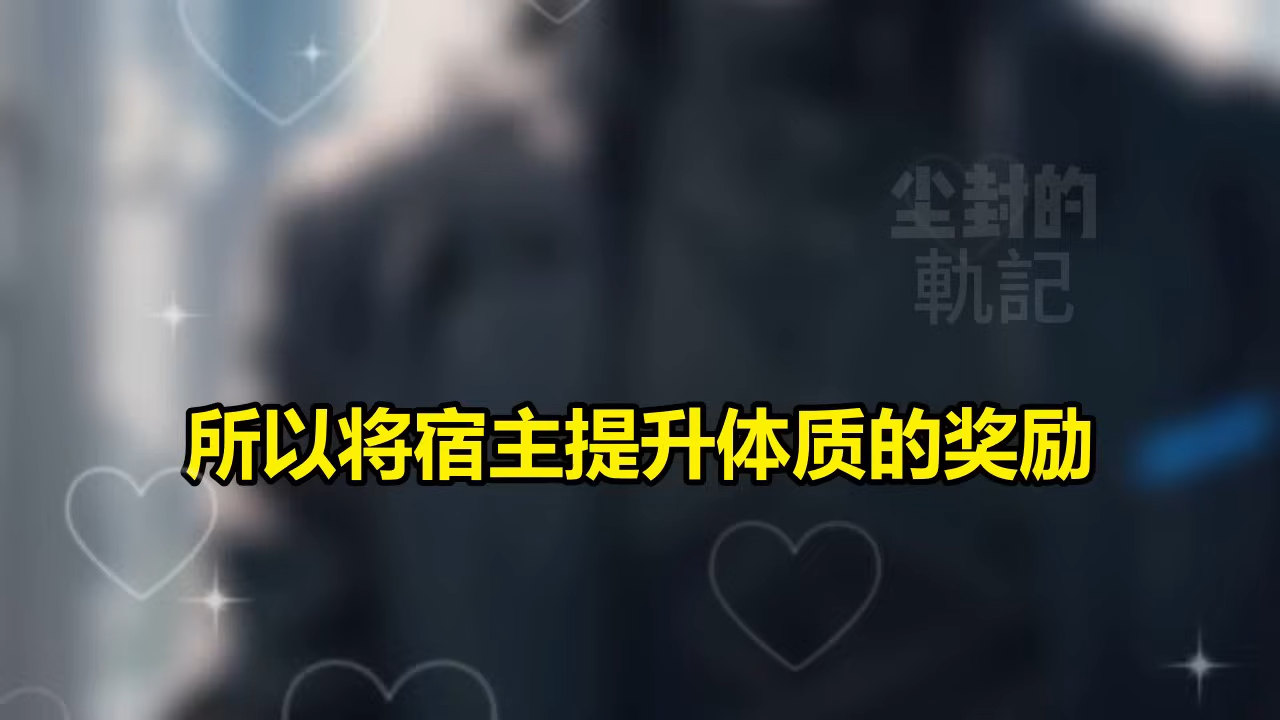 尘封的
軌記
所以将宿主提升体质的奖励